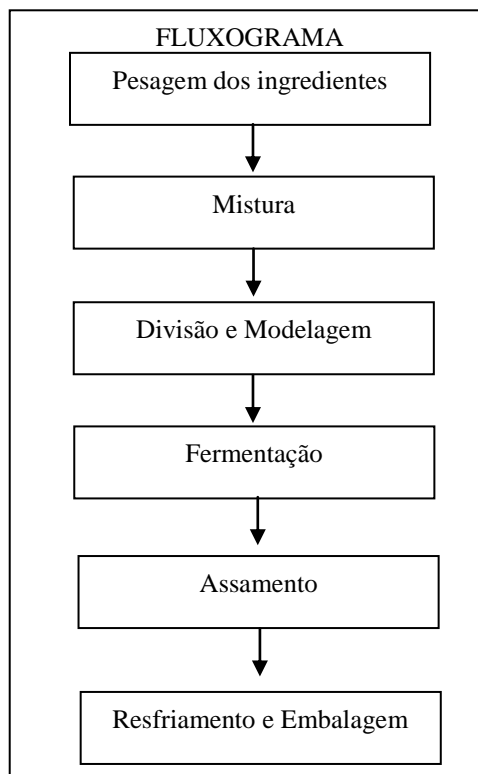 FLUXOGRAMA
Pesagem dos ingredientes
Mistura
Divisão e Modelagem
Fermentação
Assamento
Resfriamento e Embalagem